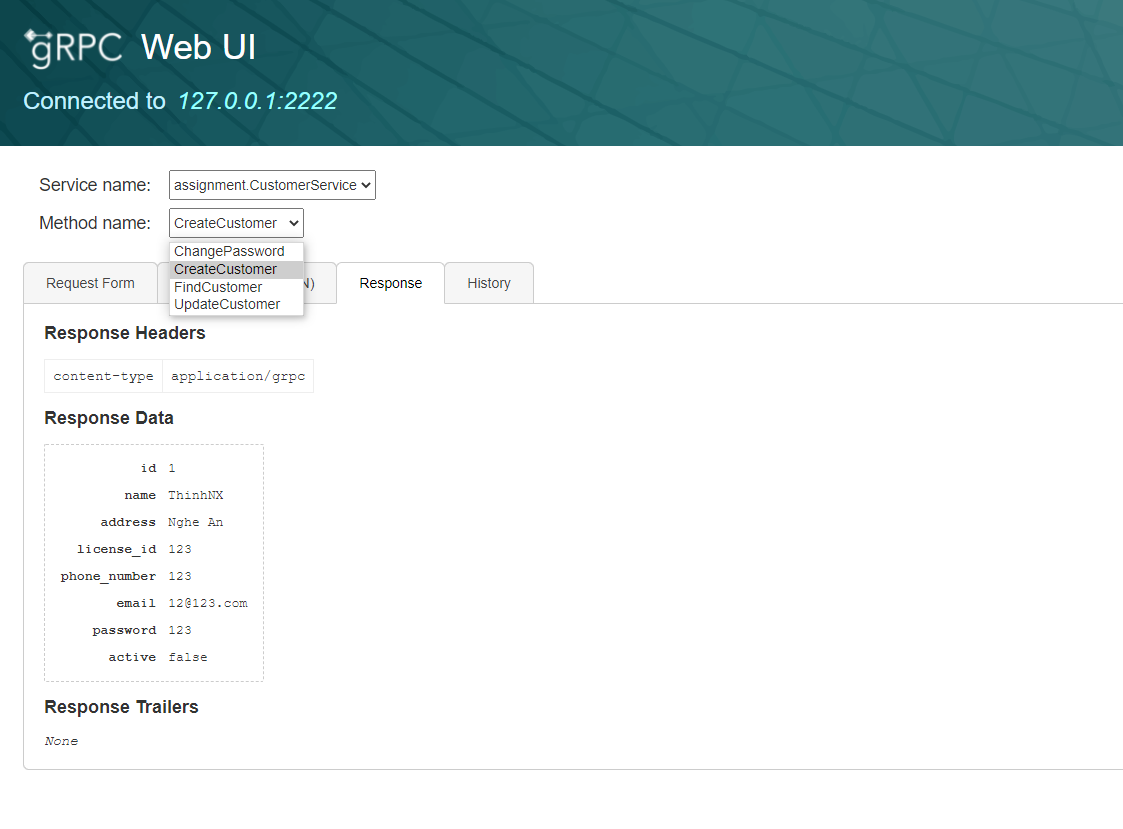 gRPC Web UI
Connected to 127.0.0.1:2222
Service name: assignment.CustomerService
Method name: CreateCustomer
ChangePassword
CreateCustomer
FindCustomer
UpdateCustomer
Request Form N) Response History
Response Headers
content-type application/grpc
Response Data
id 1
name ThinhNX
address Nghe An
license_id 123
phone_number 123
email 12@123.com
password 123
active false
Response Trailers
None